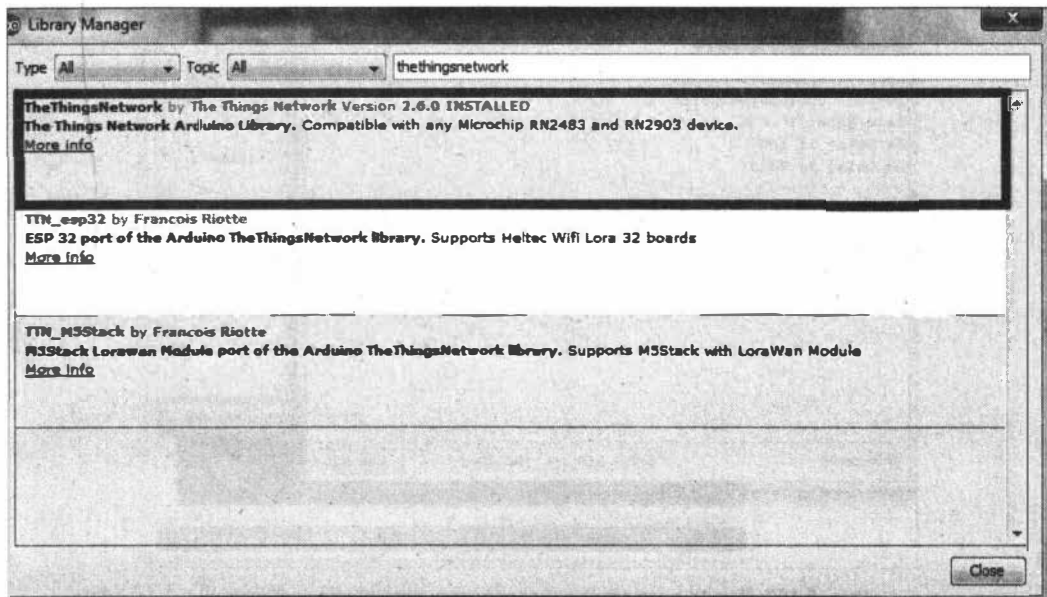 Library Manager
Type All Topic All thethingsnetwork
TheThingsNetwork by The Things Network Version 2.6.0 INSTALLED
The Things Network Arduino Library. Compatible with any Microchip RN2483 and RN2903 device.
More info
TTN_esp32 by Francois Riotte
ESP 32 port of the Arduino TheThingsNetwork library. Supports Heltec Wifi Lora 32 boards
More info
TTN_M5Stack by Francois Riotte
M5Stack Lorawan Module port of the Arduino TheThingsNetwork library. Supports M5Stack with LoraWan Module
More info
Close